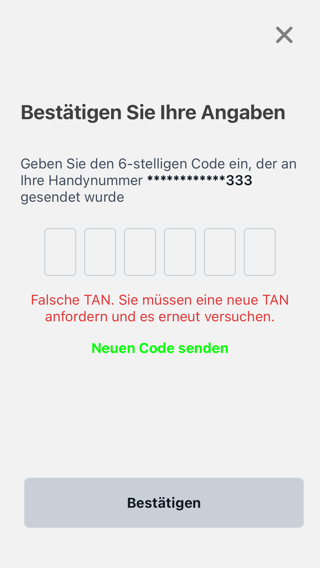 Bestätigen Sie Ihre Angaben
Geben Sie den 6-stelligen Code ein, der an
Ihre Handynummer ************333
gesendet wurde
Falsche TAN. Sie müssen eine neue TAN
anfordern und es erneut versuchen.
Neuen Code senden
Bestätigen